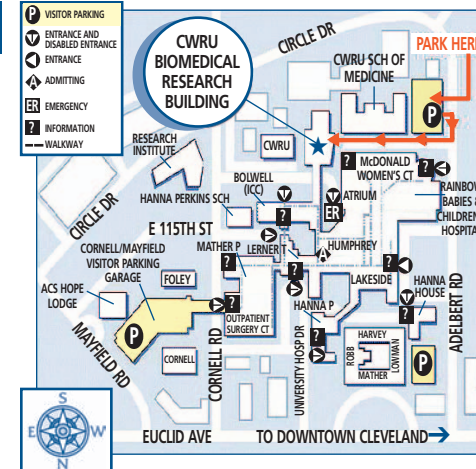 P VISITOR PARKING
ENTRANCE AND
DISABLED ENTRANCE
ENTRANCE
A ADMITTING
ER EMERGENCY
? INFORMATION
WALKWAY
CIRCLE DR
CWRU
BIOMEDICAL
RESEARCH
BUILDING
CWRU SCH OF
MEDICINE
PARK HERE
P
RESEARCH
INSTITUTE
CWRU
? McDONALD
WOMEN'S CT
HANNA PERKINS SCH
BOLWELL
(ICC)
ATRIUM
RAINBOW
BABIES &
CHILDREN
HOSPITA
ER
?
CIRCLE DR
E 115TH ST
MATHER P
LERNER
HUMPHREY
A
CORNELL/MAYFIELD
VISITOR PARKING
GARAGE
?
?
?
FOLEY
LAKESIDE
HANNA
HOUSE
ACS HOPE
LODGE
?
HANNA P
?
OUTPATIENT
SURGERY CT
?
P
MAYFIELD RD
CORNELL
CORNELL RD
UNIVERSITY HOSP DR
HARVEY
ROBB
LOWMAN
MATHER
P
ADELBERT RD
S
E
W
N
EUCLID AVE
TO DOWNTOWN CLEVELAND